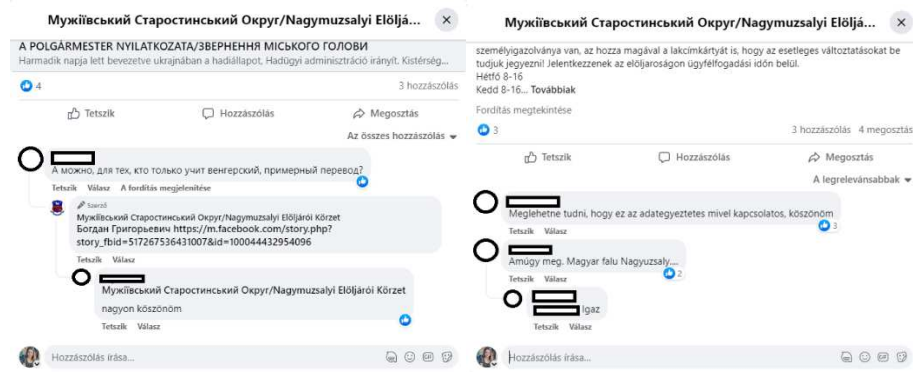 Мужіївський Старостинський Округ/Nagymuzsalyi Elöljá...
A POLGÁRMESTER NYILATKOZATA/ЗВЕРНЕННЯ МІСЬКОГО ГОЛОВИ
Harmadik napja lett bevezetve ukrajnában a hadiállapot, Hadügyi adminisztráció irányít. Kistérség...
4
3 hozzászólás
Tetszik Hozzászólás Megosztás
Az összes hozzászólás
А можно, для тех, кто только учит венгерский, примерный перевод?
Tetszik Válasz A fordítás megjelenítése
Szerző
Мужіївський Старостинський Округ/Nagymuzsalyi Elöljárói Körzet
Богдан Григорьевич https://m.facebook.com/story.php?
story_fbid=517267536431007&id=100044432954096
Tetszik Válasz
Мужіївський Старостинський Округ/Nagymuzsalyi Elöljárói Körzet
nagyon köszönöm
Tetszik Válasz
Hozzászólás írása...
GIF
Мужіївський Старостинський Округ/Nagymuzsalyi Elöljá...
személyigazolványa van, az hozza magával a lakcímkártyát is, hogy az esetleges változtatásokat be
tudjuk jegyezni! Jelentkezzenek az elöljaroságon ügyfélfogadási időn belül.
Hétfő 8-16
Kedd 8-16... Továbbiak
Fordítás megtekintése
3
3 hozzászólás 4 megosztás
Tetszik Hozzászólás Megosztás
A legrelevánsabbak
Meglehetne tudni, hogy ez az adategyeztetes mivel kapcsolatos, köszönöm
3
Tetszik Válasz
Amúgy meg. Magyar falu Nagyuzsaly....
2
Tetszik Válasz
Igaz
Tetszik Válasz
Hozzászólás írása...
GIF